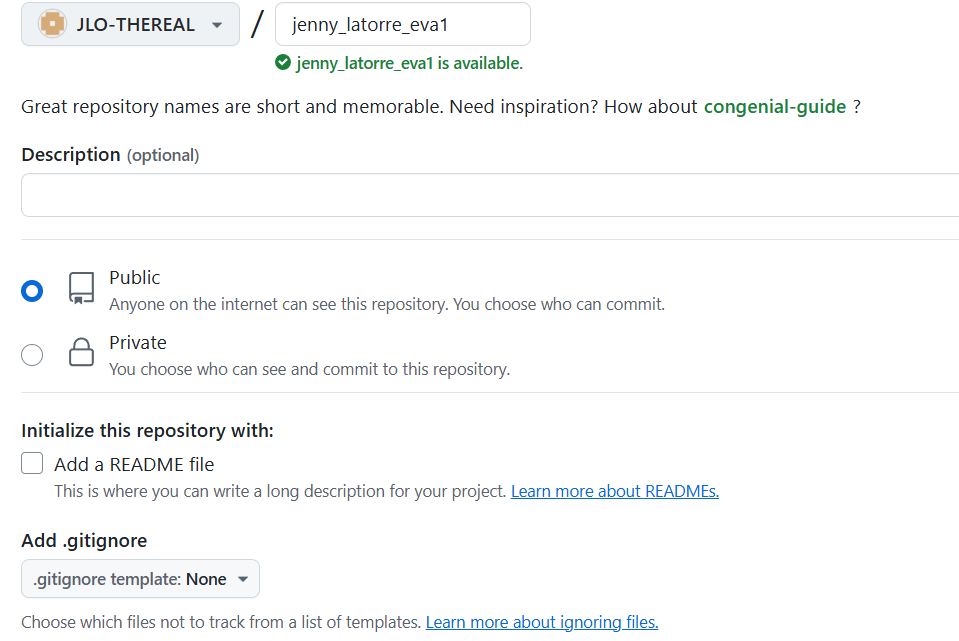 JLO-THEREAL / jenny_latorre_eva1
jenny_latorre_eva1 is available.
Great repository names are short and memorable. Need inspiration? How about congenial-guide ?
Description (optional)
Public
Anyone on the internet can see this repository. You choose who can commit.
Private
You choose who can see and commit to this repository.
Initialize this repository with:
Add a README file
This is where you can write a long description for your project. Learn more about READMEs.
Add .gitignore
.gitignore template: None
Choose which files not to track from a list of templates. Learn more about ignoring files.